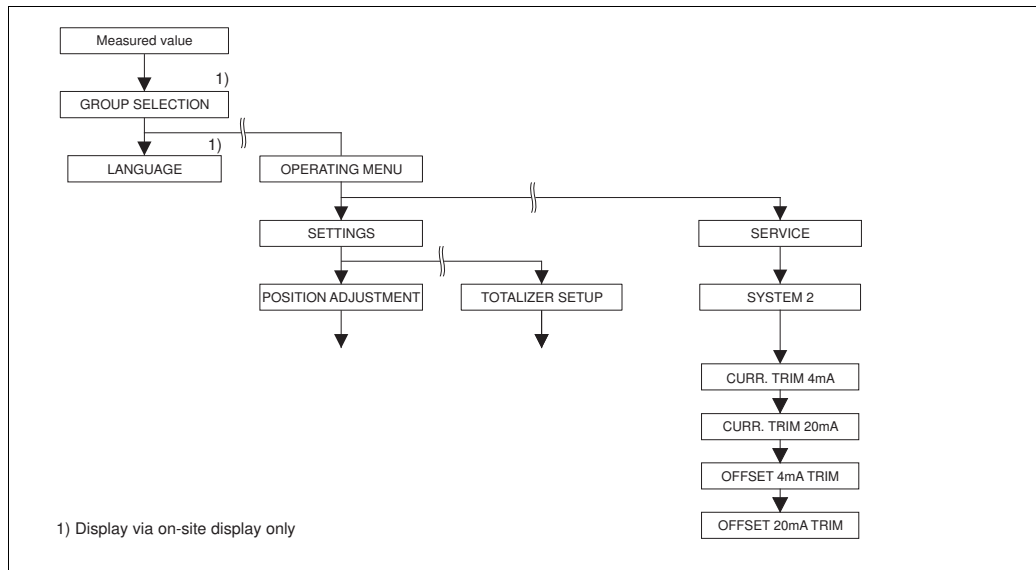 Measured value
1)
GROUP SELECTION
1)
LANGUAGE
OPERATING MENU
SETTINGS
SERVICE
POSITION ADJUSTMENT
TOTALIZER SETUP
SYSTEM 2
CURR. TRIM 4mA
CURR. TRIM 20mA
OFFSET 4mA TRIM
OFFSET 20mA TRIM
1) Display via on-site display only